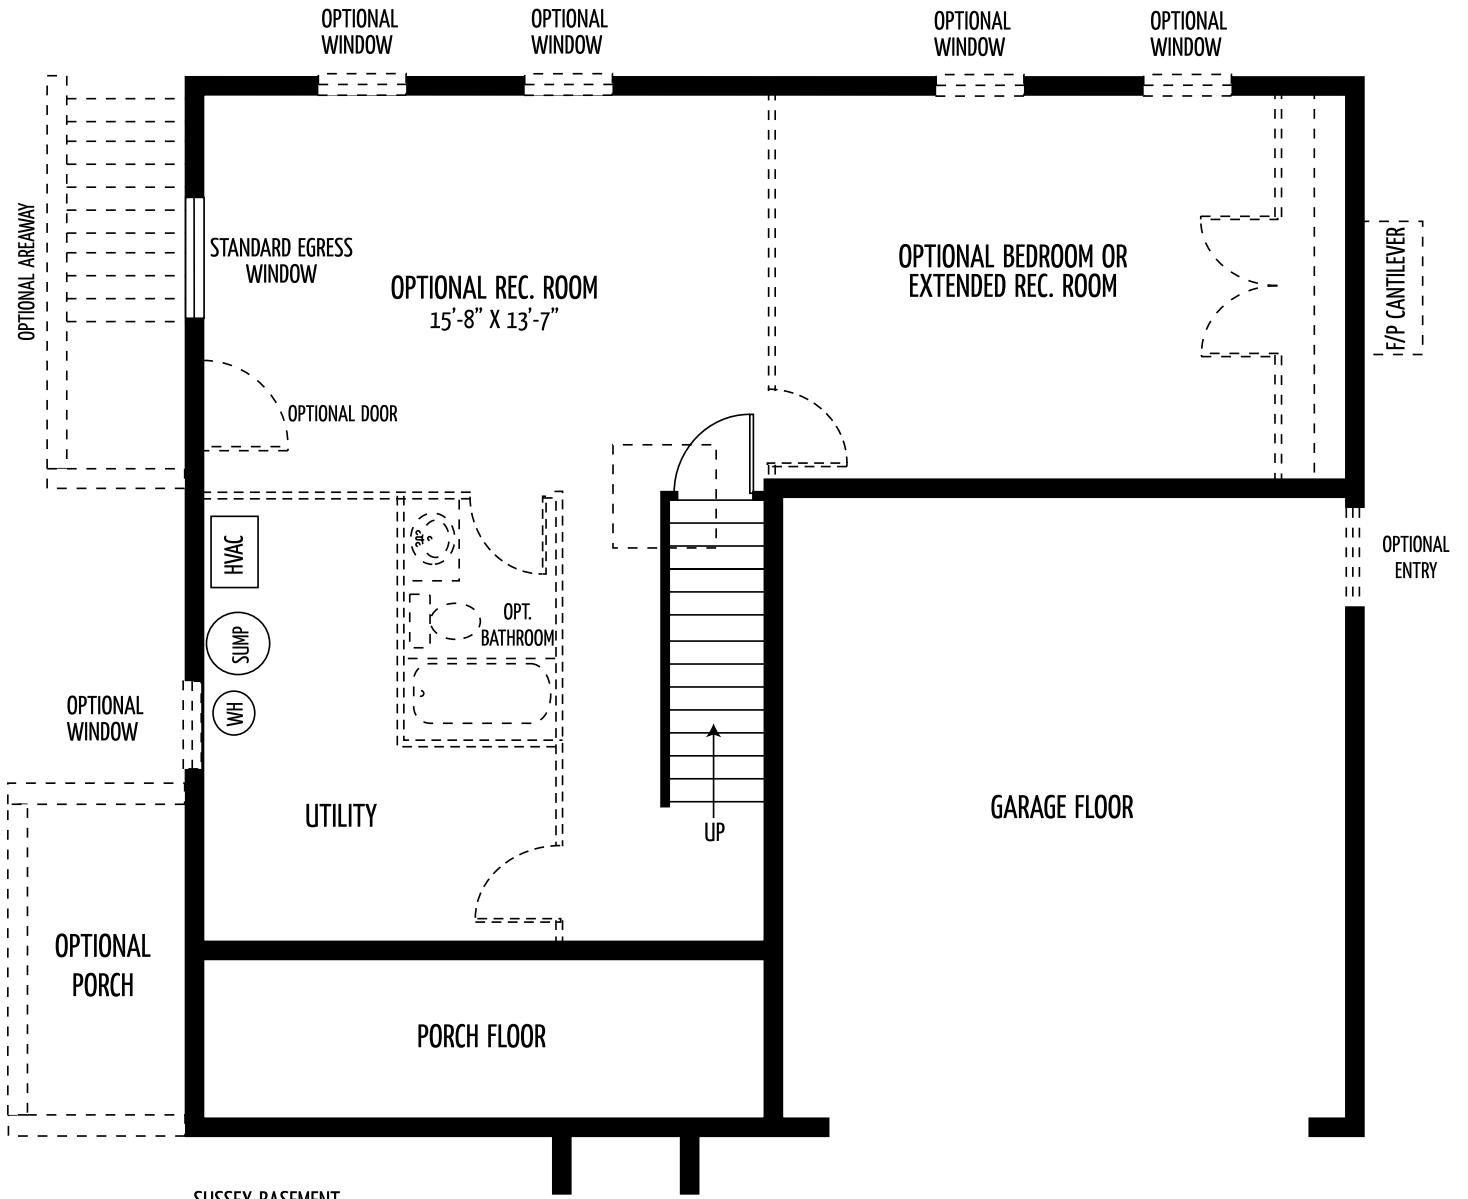 OPTIONAL
WINDOW
OPTIONAL
WINDOW
OPTIONAL
WINDOW
OPTIONAL
WINDOW
OPTIONAL AREAWAY
STANDARD EGRESS
WINDOW
OPTIONAL REC. ROOM
15'-8" X 13'-7"
OPTIONAL BEDROOM OR
EXTENDED REC. ROOM
F/P CANTILEVER
OPTIONAL DOOR
HVAC
OPTIONAL
ENTRY
SUMP
OPT.
BATHROOM
WH
OPTIONAL
WINDOW
UTILITY
UP
GARAGE FLOOR
OPTIONAL
PORCH
PORCH FLOOR
SUSSEX BASEMENT